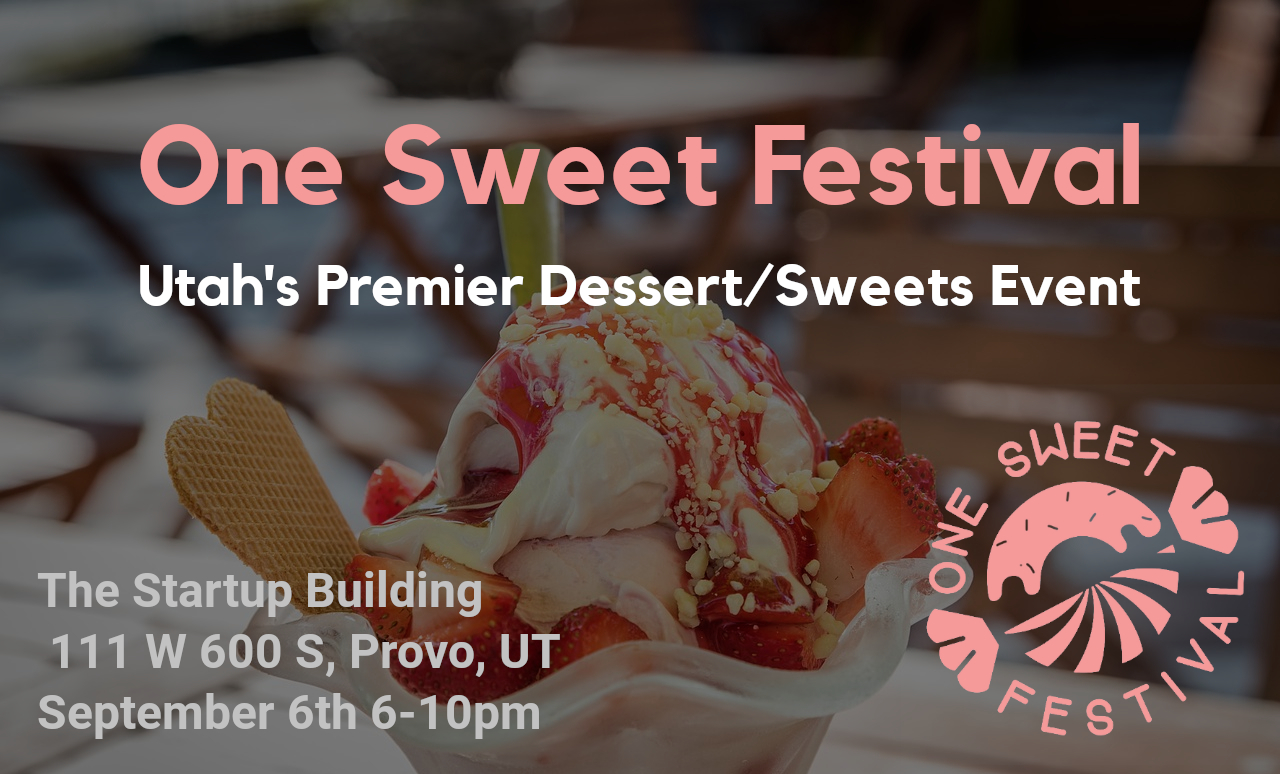 One Sweet Festival
Utah's Premier Dessert/Sweets Event
The Startup Building
111 W 600 S, Provo, UT
September 6th 6-10pm
ONE SWEET
FESTIVAL